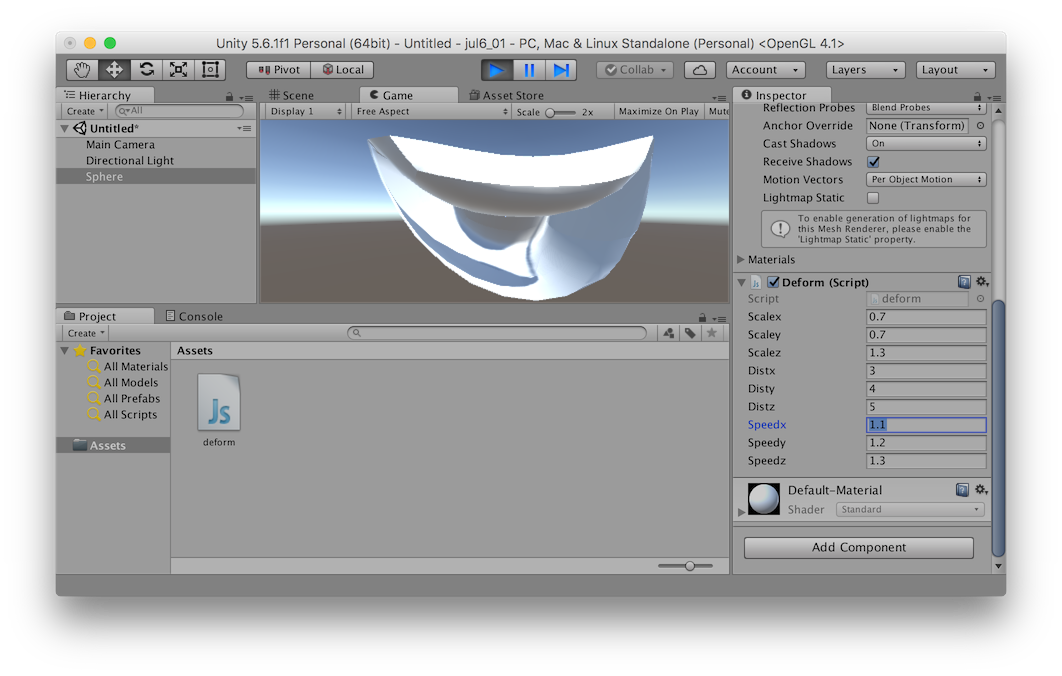 Unity 5.6.1f1 Personal (64bit) - Untitled - jul6_01 - PC, Mac & Linux Standalone (Personal) <OpenGL 4.1>
Pivot Local Collab Account Layers Layout
Hierarchy
Create All
Untitled*
Main Camera
Directional Light
Sphere
Scene Game Asset Store
Display 1 Free Aspect Scale 2x Maximize On Play Mute
Project Console
Create
Favorites
All Materials
All Models
All Prefabs
All Scripts
Assets
Assets
Js
deform
Inspector
Reflection Probes Blend Probes
Anchor Override None (Transform)
Cast Shadows On
Receive Shadows
Motion Vectors Per Object Motion
Lightmap Static
To enable generation of lightmaps for
this Mesh Renderer, please enable the
'Lightmap Static' property.
Materials
Js Deform (Script)
Script deform
Scalex 0.7
Scaley 0.7
Scalez 1.3
Distx 3
Disty 4
Distz 5
Speedx 1.1
Speedy 1.2
Speedz 1.3
Default-Material
Shader Standard
Add Component